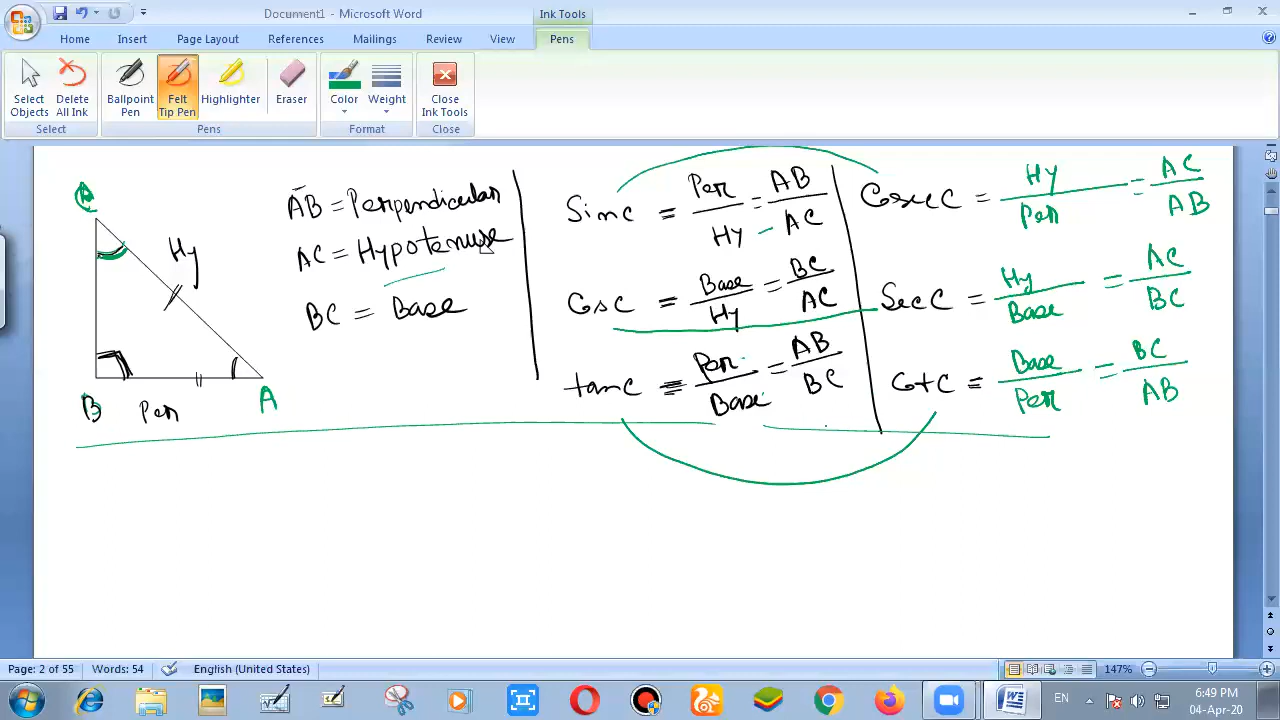 Document1 - Microsoft Word
Ink Tools
Home Insert Page Layout References Mailings Review View Pens
Select Objects
Delete All Ink
Ballpoint Pen
Felt Tip Pen
Highlighter
Eraser
Color
Weight
Close Ink Tools
Select Pens Format Close
AB = Perpendicular
AC = Hypotenuse
BC = Base
Hy
B Per A
Sinc = Per/Hy = AB/AC
Cosc = Base/Hy = BC/AC
tanc = Per/Base = AB/BC
Cosec C = Hy/Per = AC/AB
Sec C = Hy/Base = AC/BC
Cot C = Base/Per = BC/AB
Page: 2 of 55 Words: 54 English (United States) 147%
EN 6:49 PM
04-Apr-20